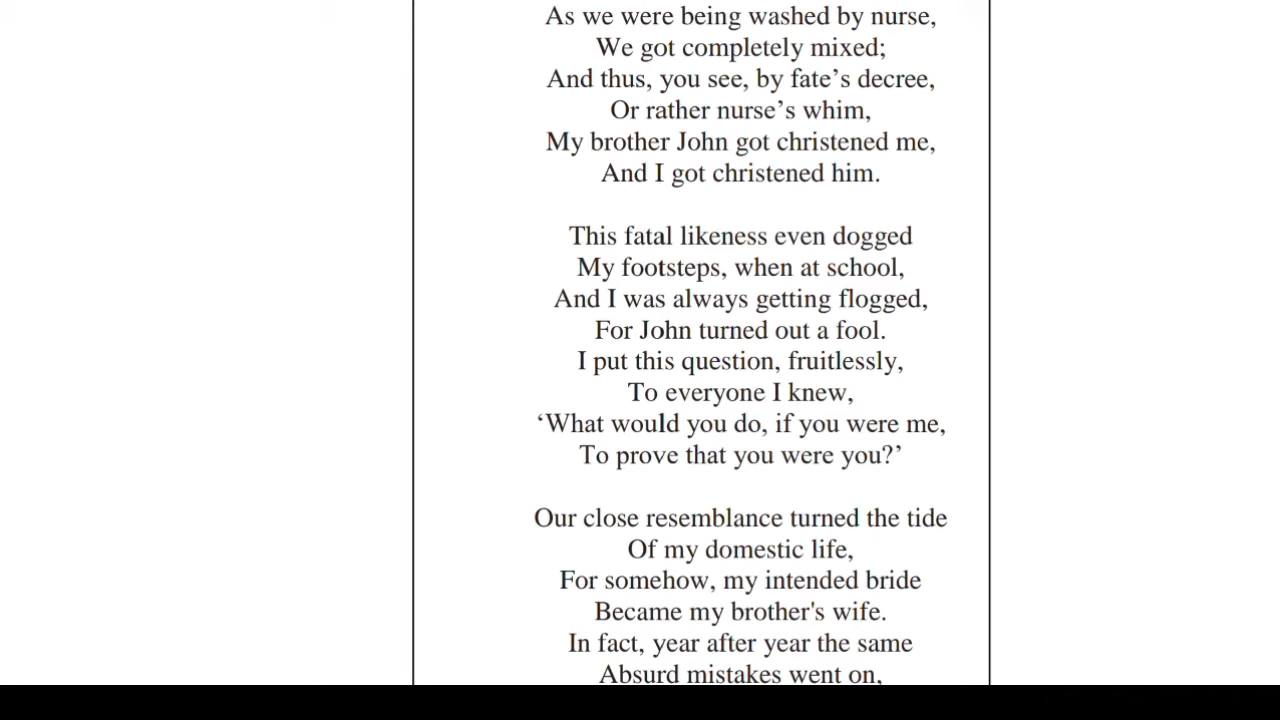 As we were being washed by nurse,
We got completely mixed;
And thus, you see, by fate’s decree,
Or rather nurse’s whim,
My brother John got christened me,
And I got christened him.
This fatal likeness even dogged
My footsteps, when at school,
And I was always getting flogged,
For John turned out a fool.
I put this question, fruitlessly,
To everyone I knew,
‘What would you do, if you were me,
To prove that you were you?’
Our close resemblance turned the tide
Of my domestic life,
For somehow, my intended bride
Became my brother's wife.
In fact, year after year the same
Absurd mistakes went on,